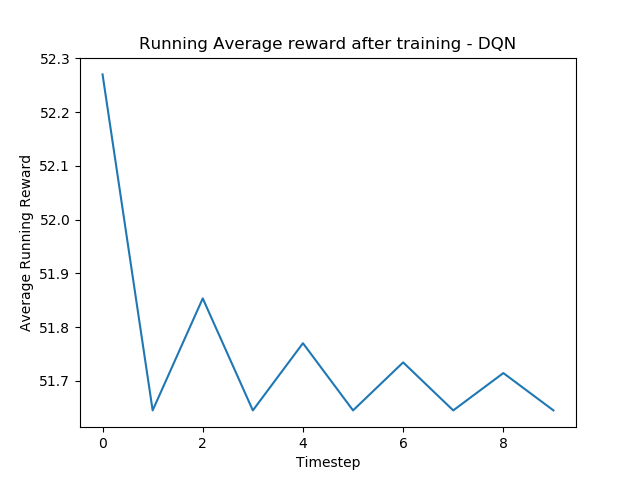 Running Average reward after training - DQN
Average Running Reward
52.3
52.2
52.1
52.0
51.9
51.8
51.7
0 2 4 6 8
Timestep